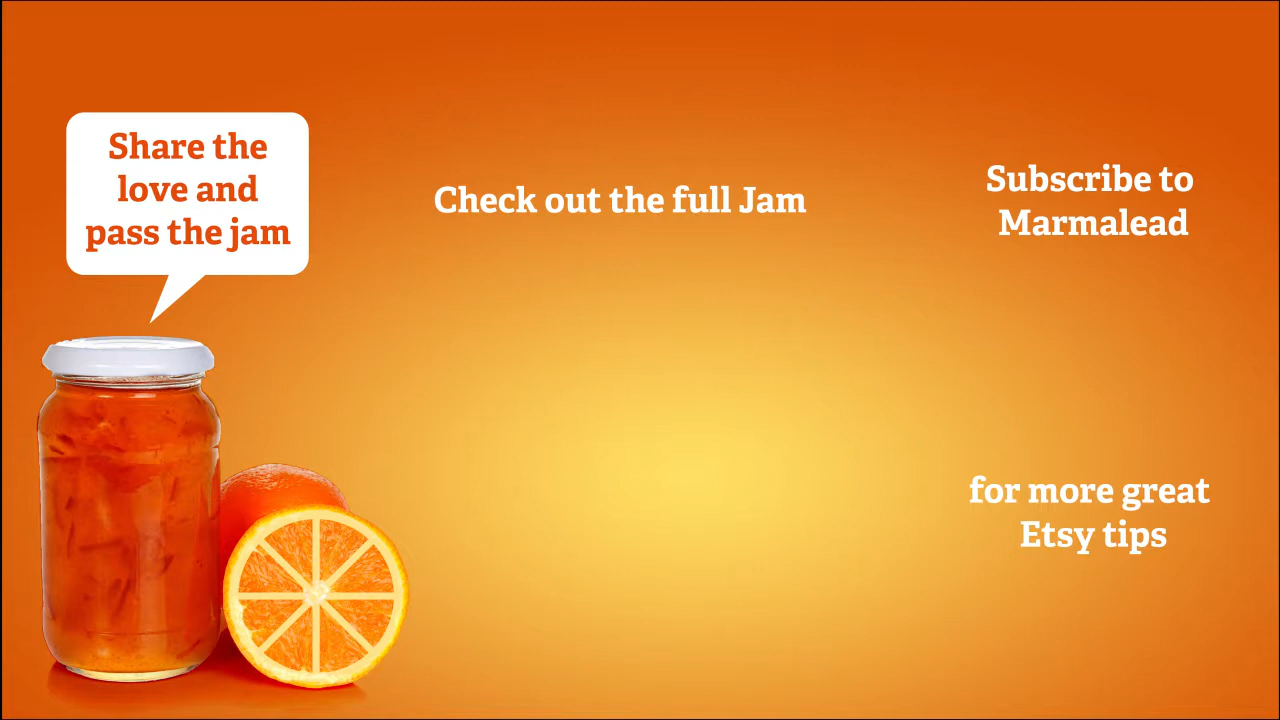 Share the
love and
pass the jam
Check out the full Jam
Subscribe to
Marmalead
for more great
Etsy tips